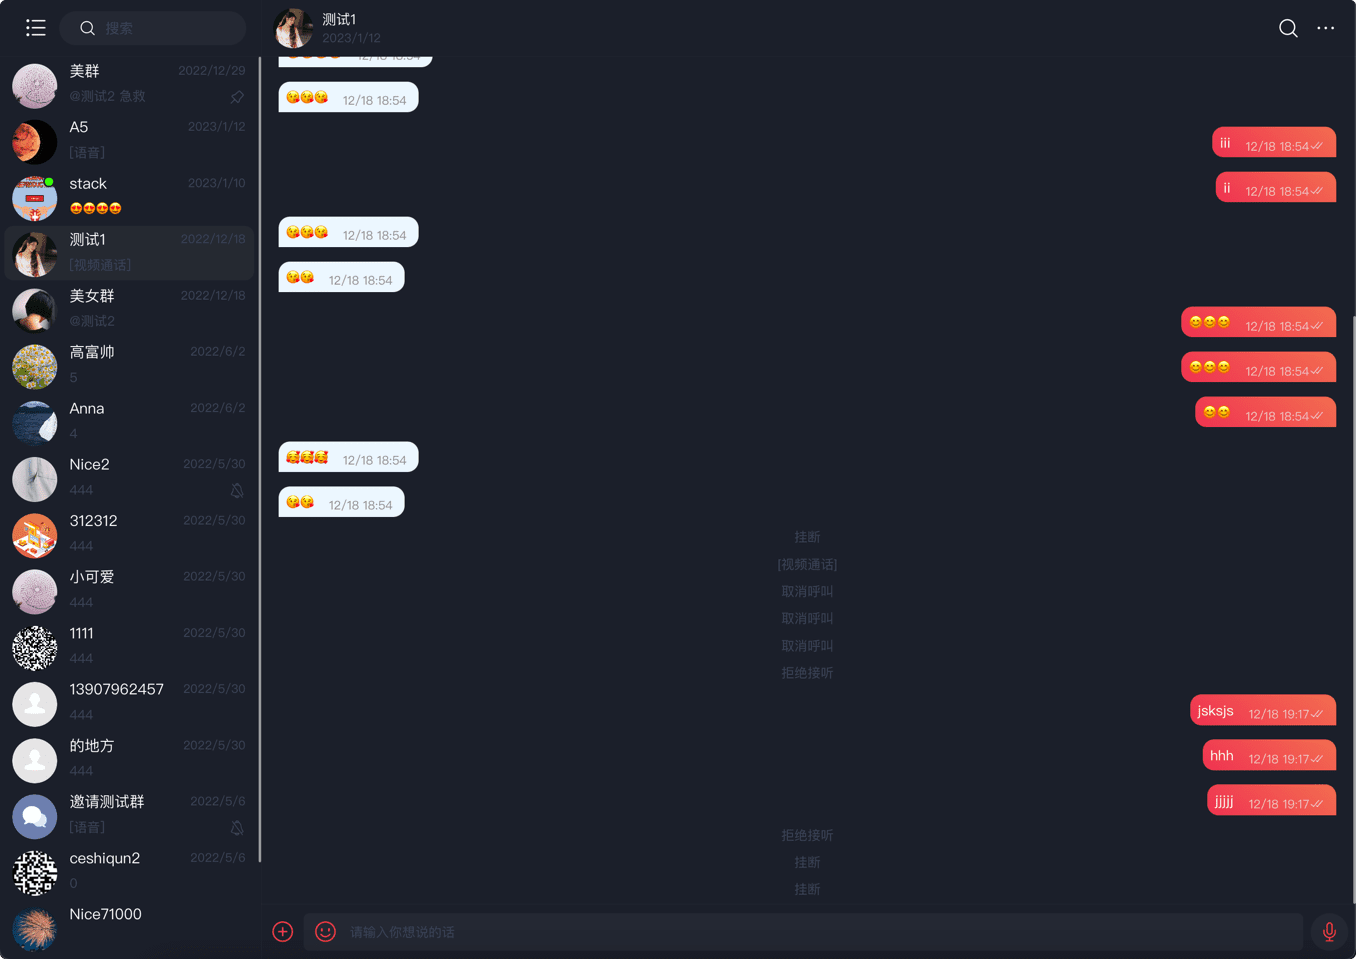 搜索
美群 2022/12/29
@测试2 急救
A5 2023/1/12
[语音]
stack 2023/1/10
😍😍😍😍
测试1 2022/12/18
[视频通话]
美女群 2022/12/18
@测试2
高富帅 2022/6/2
5
Anna 2022/6/2
4
Nice2 2022/5/30
444
312312 2022/5/30
444
小可爱 2022/5/30
444
1111 2022/5/30
444
13907962457 2022/5/30
444
的地方 2022/5/30
444
邀请测试群 2022/5/6
[语音]
ceshiqun2 2022/5/6
0
Nice71000
测试1
2023/1/12
12/18 18:54
😘😘😘 12/18 18:54
iii 12/18 18:54
ii 12/18 18:54
😘😘😘 12/18 18:54
😘😘 12/18 18:54
😊😊😊 12/18 18:54
😊😊😊 12/18 18:54
😊😊 12/18 18:54
🥰🥰🥰 12/18 18:54
😘😘 12/18 18:54
挂断
[视频通话]
取消呼叫
取消呼叫
取消呼叫
拒绝接听
jsksjs 12/18 19:17
hhh 12/18 19:17
jjjjj 12/18 19:17
拒绝接听
挂断
挂断
请输入你想说的话